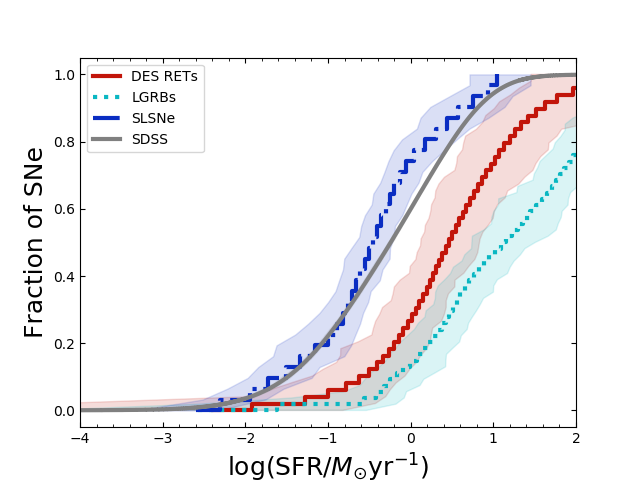 DES RETs
LGRBs
SLSNe
SDSS
1.0
0.8
0.6
0.4
0.2
0.0
Fraction of SNe
−4 −3 −2 −1 0 1 2
log(SFR/M⊙yr⁻¹)